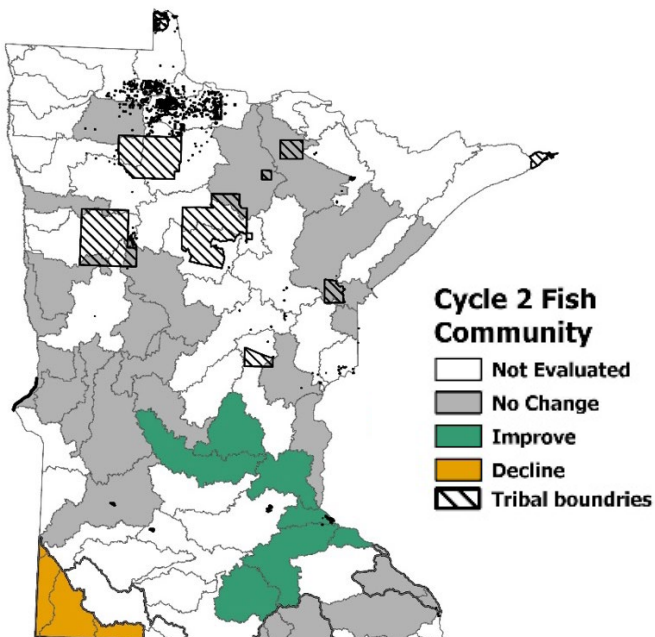 Cycle 2 Fish
Community
Not Evaluated
No Change
Improve
Decline
Tribal boundries